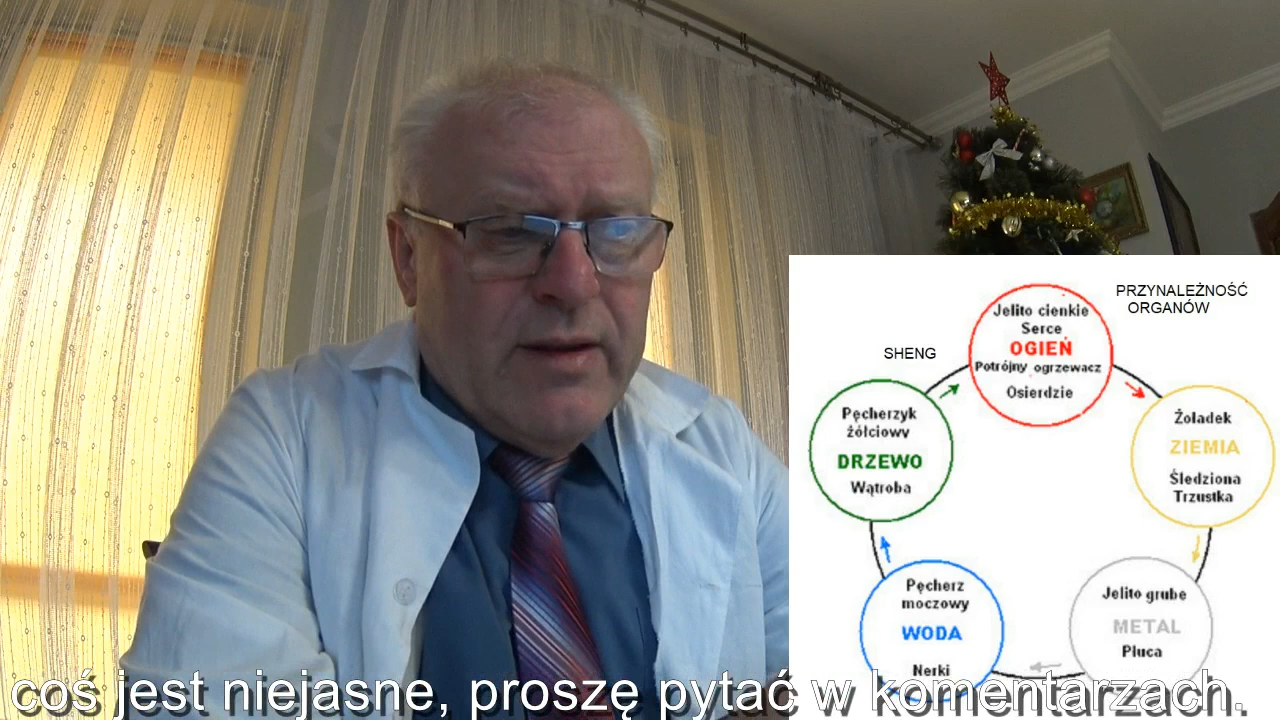 PRZYNALEŻNOŚĆ
ORGANÓW
SHENG
Jelito cienkie
Serce
OGIEŃ
Potrójny ogrzewacz
Osierdzie
Żoladek
ZIEMIA
Śledziona
Trzustka
Jelito grube
METAL
Płuca
Pęcherz
moczowy
WODA
Nerki
Pęcherzyk
żółciowy
DRZEWO
Wątroba
coś jest niejasne, proszę pytać w komentarzach.